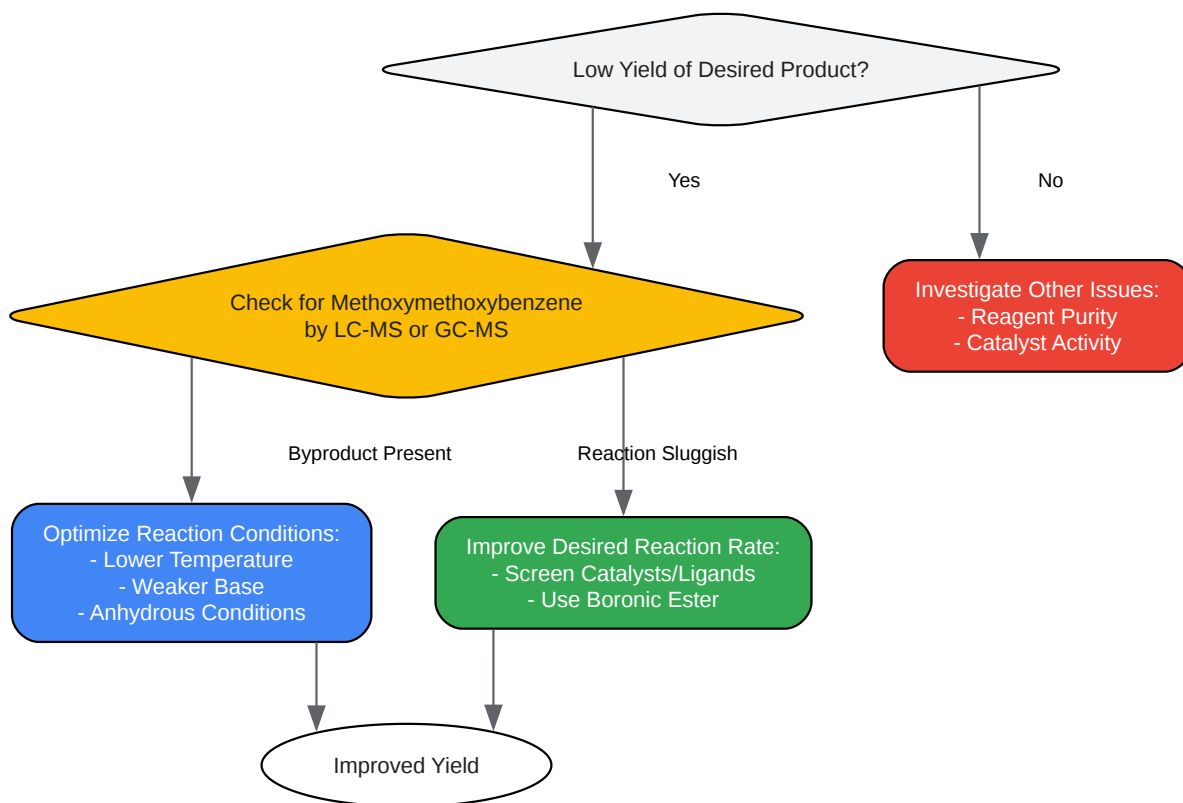 Low Yield of Desired Product?
Yes
No
Check for Methoxymethoxybenzene
by LC-MS or GC-MS
Investigate Other Issues:
- Reagent Purity
- Catalyst Activity
Byproduct Present
Reaction Sluggish
Optimize Reaction Conditions:
- Lower Temperature
- Weaker Base
- Anhydrous Conditions
Improve Desired Reaction Rate:
- Screen Catalysts/Ligands
- Use Boronic Ester
Improved Yield